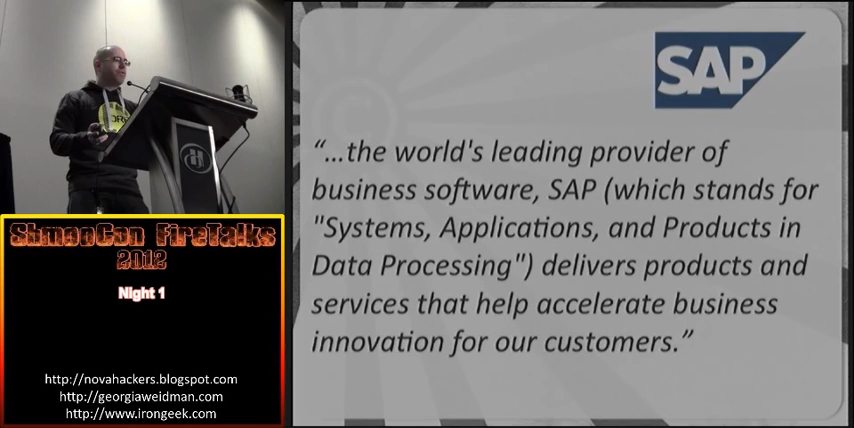 SAP
“...the world's leading provider of
business software, SAP (which stands for
"Systems, Applications, and Products in
Data Processing") delivers products and
services that help accelerate business
innovation for our customers.”
ShmooCon FireTalks
2012
Night 1
http://novahackers.blogspot.com
http://georgiaweidman.com
http://www.irongeek.com